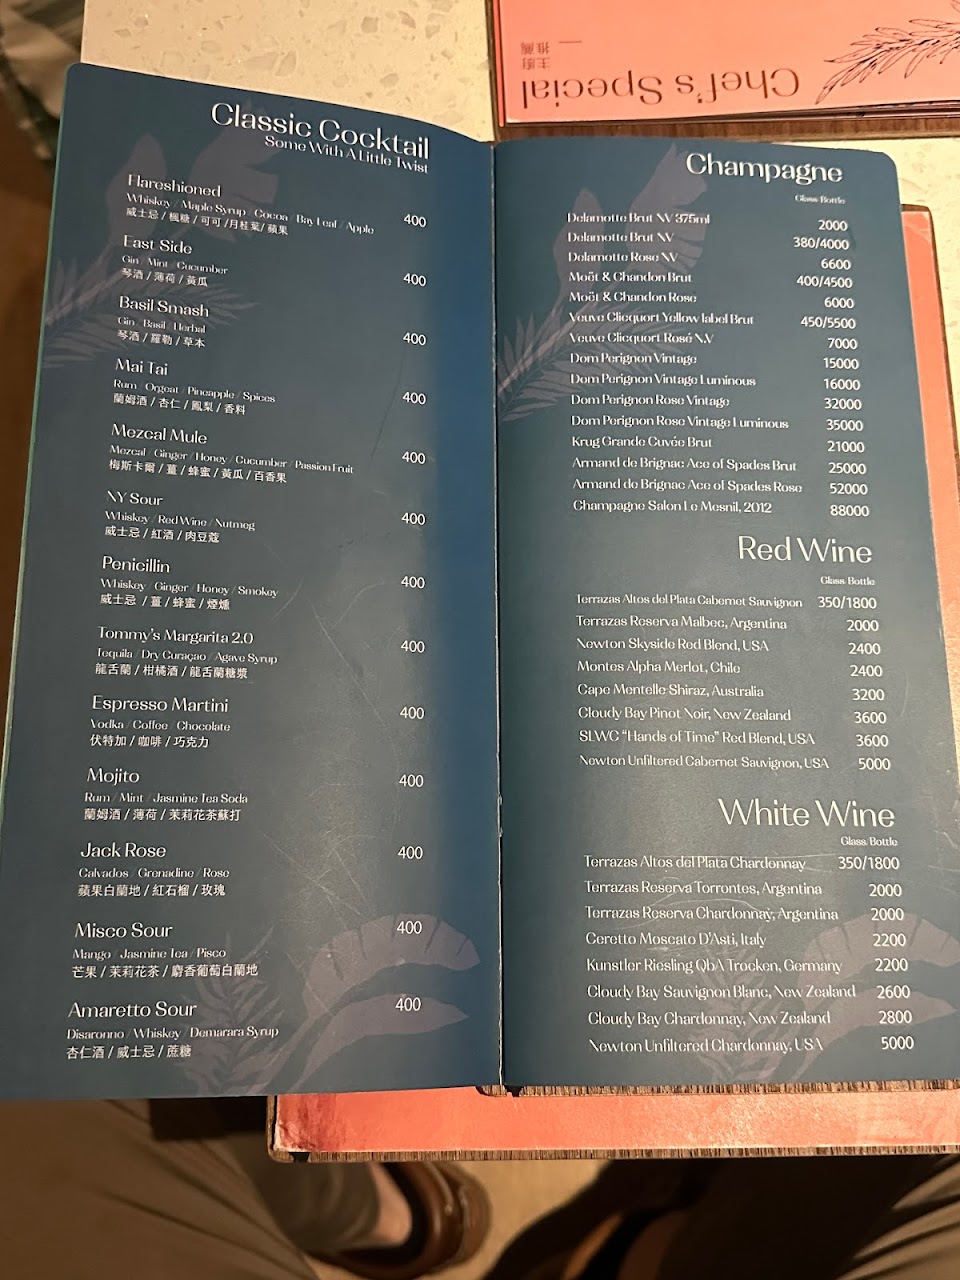 主廚
推薦
Chef's Special
Classic Cocktail
Some With A Little Twist
Flareshioned
Whiskey / Maple Syrup / Cocoa / Bay Leaf / Apple
威士忌 / 楓糖 / 可可 /月桂葉/ 蘋果
400
East Side
Gin / Mint / Cucumber
琴酒 / 薄荷 / 黃瓜
400
Basil Smash
Gin / Basil / Herbal
琴酒 / 羅勒 / 草本
400
Mai Tai
Rum / Orgeat / Pineapple / Spices
蘭姆酒 / 杏仁 / 鳳梨 / 香料
400
Mezcal Mule
Mezcal / Ginger / Honey / Cucumber / Passion Fruit
梅斯卡爾 / 薑 / 蜂蜜 / 黃瓜 / 百香果
400
NY Sour
Whiskey / Red Wine / Nutmeg
威士忌 / 紅酒 / 肉豆蔻
400
Penicillin
Whiskey / Ginger / Honey / Smokey
威士忌 / 薑 / 蜂蜜 / 煙燻
400
Tommy's Margarita 2.0
Tequila / Dry Curaçao / Agave Syrup
龍舌蘭 / 柑橘酒 / 龍舌蘭糖漿
400
Espresso Martini
Vodka / Coffee / Chocolate
伏特加 / 咖啡 / 巧克力
400
Mojito
Rum / Mint / Jasmine Tea Soda
蘭姆酒 / 薄荷 / 茉莉花茶蘇打
400
Jack Rose
Calvados / Grenadine / Rose
蘋果白蘭地 / 紅石榴 / 玫瑰
400
Misco Sour
Mango / Jasmine Tea / Pisco
芒果 / 茉莉花茶 / 麝香葡萄白蘭地
400
Amaretto Sour
Disaronno / Whiskey / Demarara Syrup
杏仁酒 / 威士忌 / 蔗糖
400
Champagne
Glass Bottle
Delamotte Brut NV 375ml 2000
Delamotte Brut NV 380/4000
Delamotte Rose NV 6600
Moët & Chandon Brut 400/4500
Moët & Chandon Rose 6000
Veuve Clicquort Yellow label Brut 450/5500
Veuve Clicquort Rosé N.V 7000
Dom Perignon Vintage 15000
Dom Perignon Vintage Luminous 16000
Dom Perignon Rose Vintage 32000
Dom Perignon Rose Vintage Luminous 35000
Krug Grande Cuvée Brut 21000
Armand de Brignac Ace of Spades Brut 25000
Armand de Brignac Ace of Spades Rose 52000
Champagne Salon Le Mesnil, 2012 88000
Red Wine
Glass Bottle
Terrazas Altos del Plata Cabernet Sauvignon 350/1800
Terrazas Reserva Malbec, Argentina 2000
Newton Skyside Red Blend, USA 2400
Montes Alpha Merlot, Chile 2400
Cape Mentelle Shiraz, Australia 3200
Cloudy Bay Pinot Noir, New Zealand 3600
SLWC “Hands of Time” Red Blend, USA 3600
Newton Unfiltered Cabernet Sauvignon, USA 5000
White Wine
Glass Bottle
Terrazas Altos del Plata Chardonnay 350/1800
Terrazas Reserva Torrontes, Argentina 2000
Terrazas Reserva Chardonnay, Argentina 2000
Ceretto Moscato D'Asti, Italy 2200
Kunstler Riesling QbA Trocken, Germany 2200
Cloudy Bay Sauvignon Blanc, New Zealand 2600
Cloudy Bay Chardonnay, New Zealand 2800
Newton Unfiltered Chardonnay, USA 5000